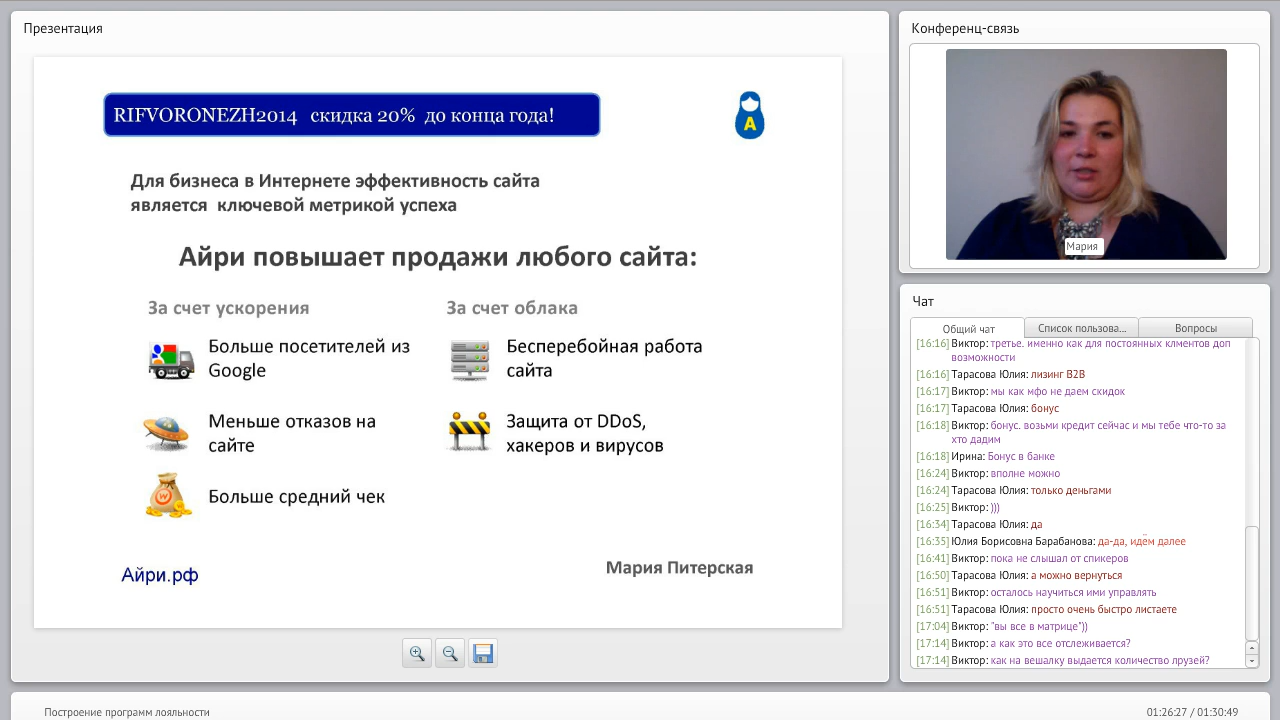 Презентация
RIFVORONEZH2014 скидка 20% до конца года!
А
Для бизнеса в Интернете эффективность сайта
является ключевой метрикой успеха
Айри повышает продажи любого сайта:
За счет ускорения
Больше посетителей из
Google
Меньше отказов на
сайте
Больше средний чек
За счет облака
Бесперебойная работа
сайта
Защита от DDoS,
хакеров и вирусов
Айри.рф
Мария Питерская
Конференц-связь
Мария
Чат
Общий чат
Список пользова...
Вопросы
[16:16] Виктор: третье. именно как для постоянных клментов доп
возможности
[16:16] Тарасова Юлия: лизинг B2B
[16:17] Виктор: мы как мфо не даем скидок
[16:17] Тарасова Юлия: бонус
[16:18] Виктор: бонус. возьми кредит сейчас и мы тебе что-то за
хто дадим
[16:18] Ирина: Бонус в банке
[16:24] Виктор: вполне можно
[16:24] Тарасова Юлия: только деньгами
[16:25] Виктор: )))
[16:34] Тарасова Юлия: да
[16:35] Юлия Борисовна Барабанова: да-да, идём далее
[16:41] Виктор: пока не слышал от спикеров
[16:50] Тарасова Юлия: а можно вернуться
[16:51] Виктор: осталось научиться ими управлять
[16:51] Тарасова Юлия: просто очень быстро листаете
[17:04] Виктор: "вы все в матрице"))
[17:14] Виктор: а как это все отслеживается?
[17:14] Виктор: как на вешалку выдается количество лрузей?
Построение программ лояльности
01:26:27 / 01:30:49